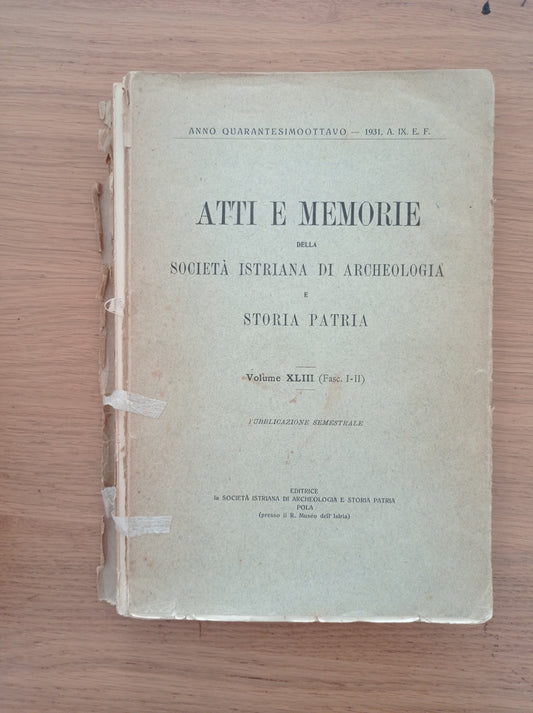 ANNO QUARANTESIMOOTTAVO — 1931. A. IX. E. F.
ATTI E MEMORIE
DELLA
SOCIETÀ ISTRIANA DI ARCHEOLOGIA
E
STORIA PATRIA
Volume XLIII (Fasc. I-II)
PUBBLICAZIONE SEMESTRALE
EDITRICE
la SOCIETÀ ISTRIANA DI ARCHEOLOGIA E STORIA PATRIA
POLA
(presso il R. Museo dell' Istria)